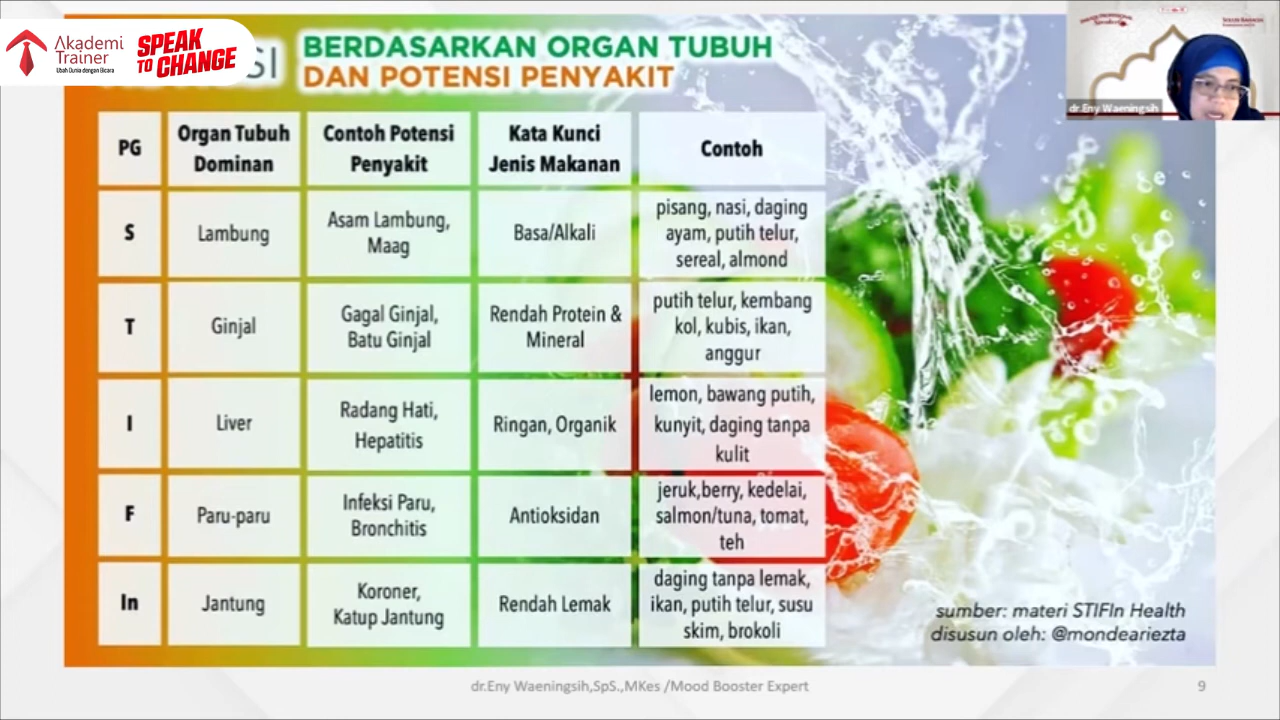 Akademi
Trainer
Ubah Dunia dengan Bicara
SPEAK
TO CHANGE
SI
BERDASARKAN ORGAN TUBUH
DAN POTENSI PENYAKIT
dr.Eny Waeningsih
PG
Organ Tubuh
Dominan
Contoh Potensi
Penyakit
Kata Kunci
Jenis Makanan
Contoh
S
Lambung
Asam Lambung,
Maag
Basa/Alkali
pisang, nasi, daging
ayam, putih telur,
sereal, almond
T
Ginjal
Gagal Ginjal,
Batu Ginjal
Rendah Protein &
Mineral
putih telur, kembang
kol, kubis, ikan,
anggur
I
Liver
Radang Hati,
Hepatitis
Ringan, Organik
lemon, bawang putih,
kunyit, daging tanpa
kulit
F
Paru-paru
Infeksi Paru,
Bronchitis
Antioksidan
jeruk,berry, kedelai,
salmon/tuna, tomat,
teh
In
Jantung
Koroner,
Katup Jantung
Rendah Lemak
daging tanpa lemak,
ikan, putih telur, susu
skim, brokoli
sumber: materi STIFIn Health
disusun oleh: @mondeariezta
dr.Eny Waeningsih,SpS.,MKes /Mood Booster Expert
9